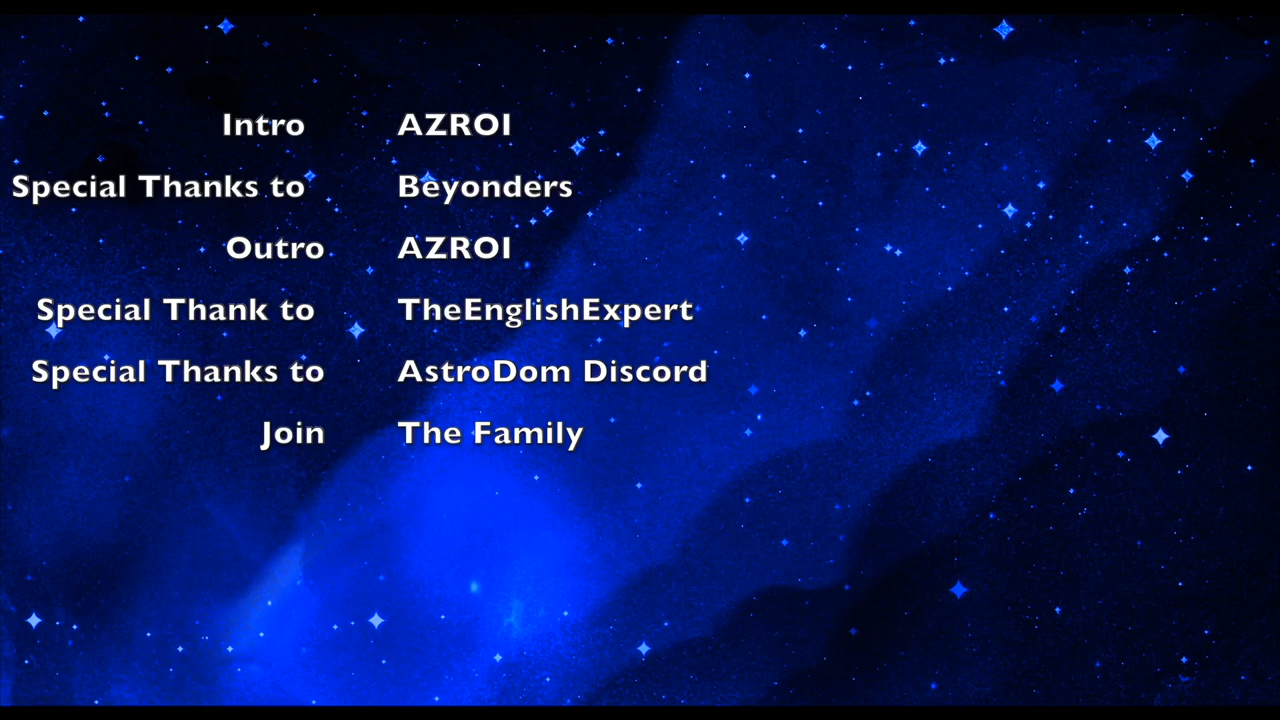 Intro AZROI
Special Thanks to Beyonders
Outro AZROI
Special Thank to TheEnglishExpert
Special Thanks to AstroDom Discord
Join The Family